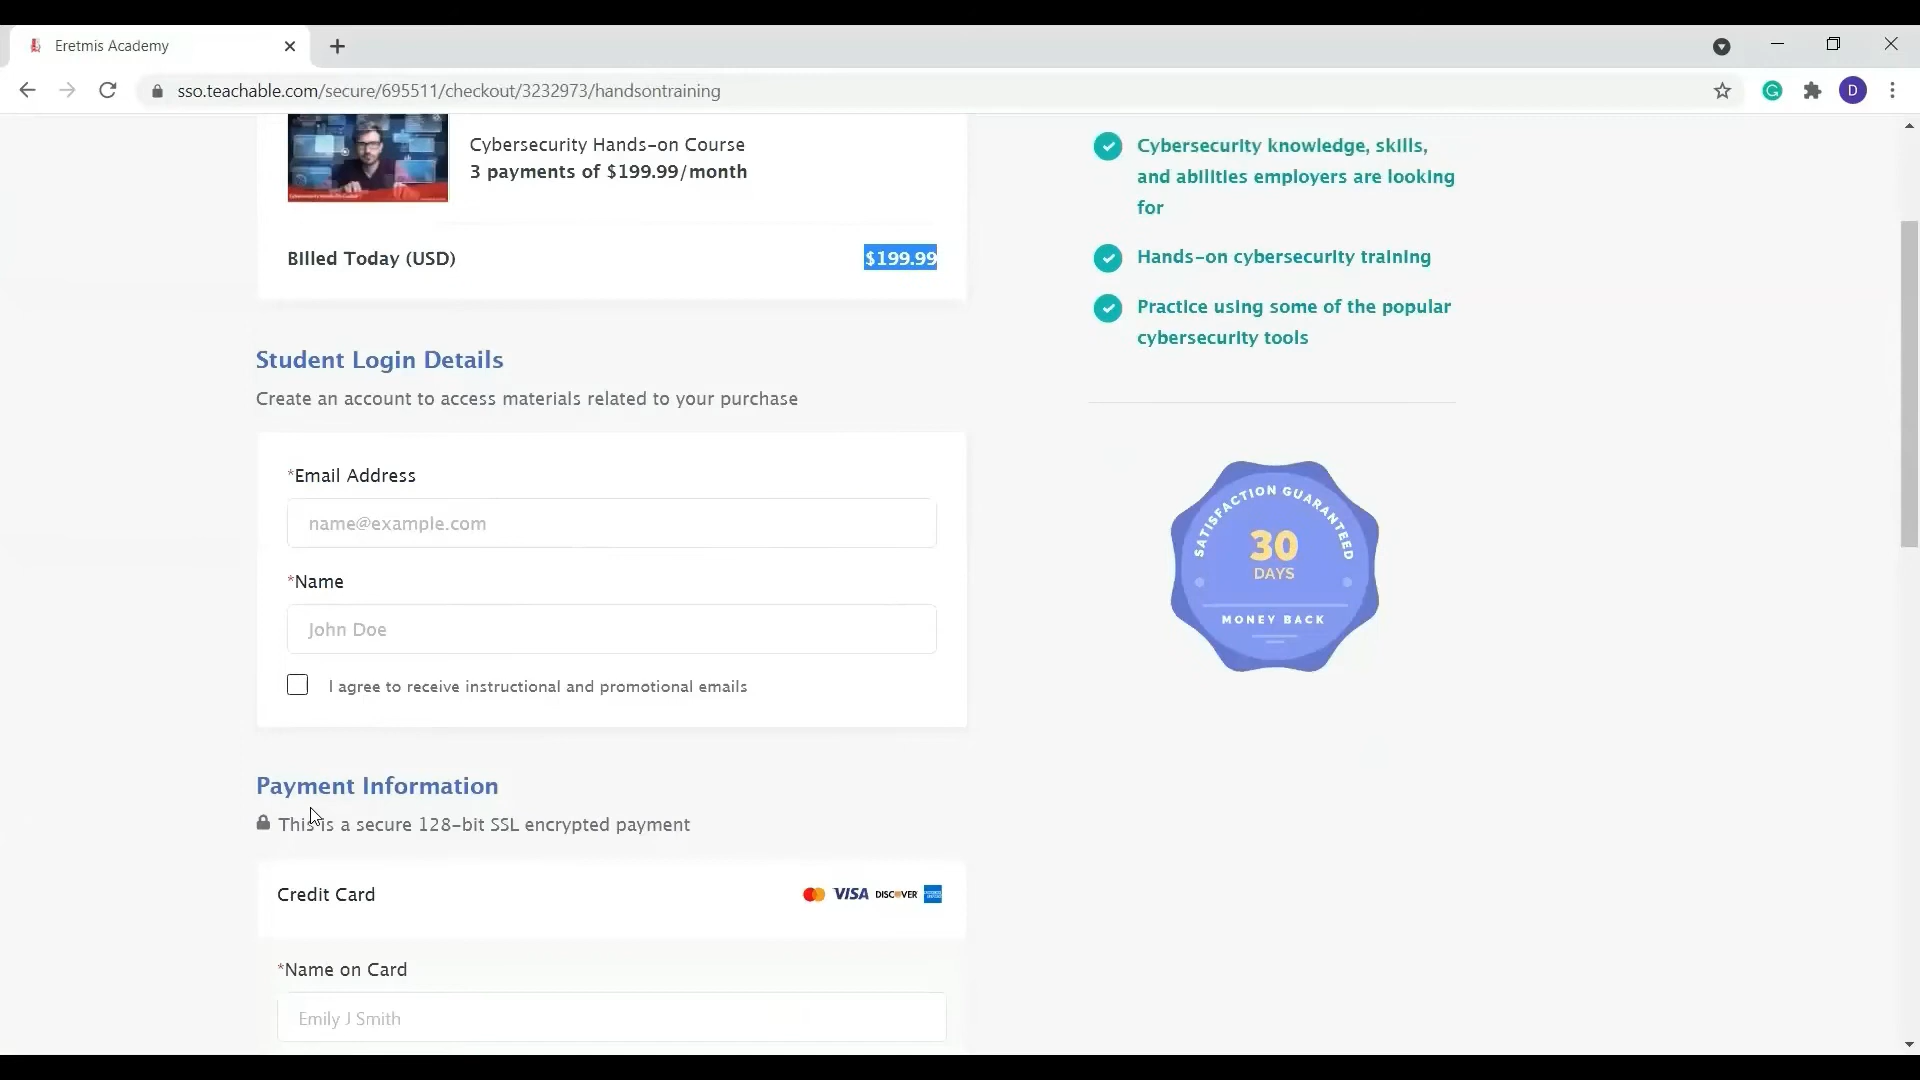 Eretmis Academy
sso.teachable.com/secure/695511/checkout/3232973/handsontraining
D
Cybersecurity Hands-on Course
3 payments of $199.99/month
Billed Today (USD)
$199.99
Student Login Details
Create an account to access materials related to your purchase
*Email Address
name@example.com
*Name
John Doe
I agree to receive instructional and promotional emails
Payment Information
This is a secure 128-bit SSL encrypted payment
Credit Card
VISA DISCOVER
*Name on Card
Emily J Smith
Cybersecurity knowledge, skills,
and abilities employers are looking
for
Hands-on cybersecurity training
Practice using some of the popular
cybersecurity tools
SATISFACTION GUARANTEED
30
DAYS
MONEY BACK